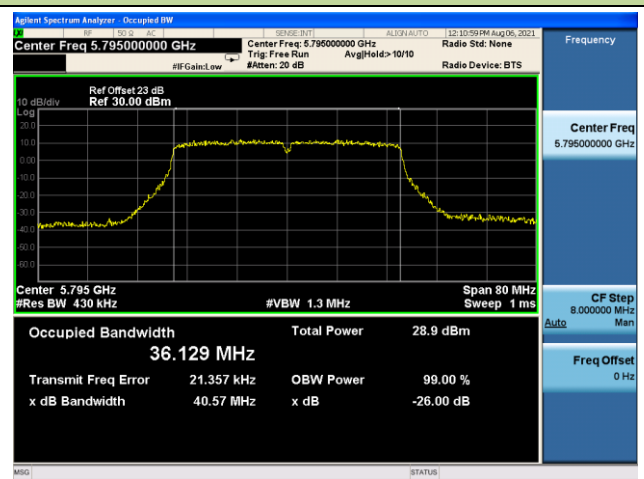 Agilent Spectrum Analyzer - Occupied BW
RF 50 Ω AC SENSE:INT ALIGN AUTO 12:10:59 PM Aug 06, 2021
Center Freq 5.795000000 GHz Center Freq: 5.795000000 GHz Radio Std: None Frequency
Trig: Free Run Avg|Hold:>10/10
#IFGain:Low #Atten: 20 dB Radio Device: BTS
Ref Offset 23 dB
10 dB/div Ref 30.00 dBm
Log
20.0
10.0
0.00
-10.0
-20.0
-30.0
-40.0
-50.0
-60.0
Center Freq
5.795000000 GHz
Center 5.795 GHz Span 80 MHz
#Res BW 430 kHz #VBW 1.3 MHz Sweep 1 ms
CF Step
8.000000 MHz
Auto Man
Occupied Bandwidth Total Power 28.9 dBm
36.129 MHz
Freq Offset
0 Hz
Transmit Freq Error 21.357 kHz OBW Power 99.00 %
x dB Bandwidth 40.57 MHz x dB -26.00 dB
MSG STATUS